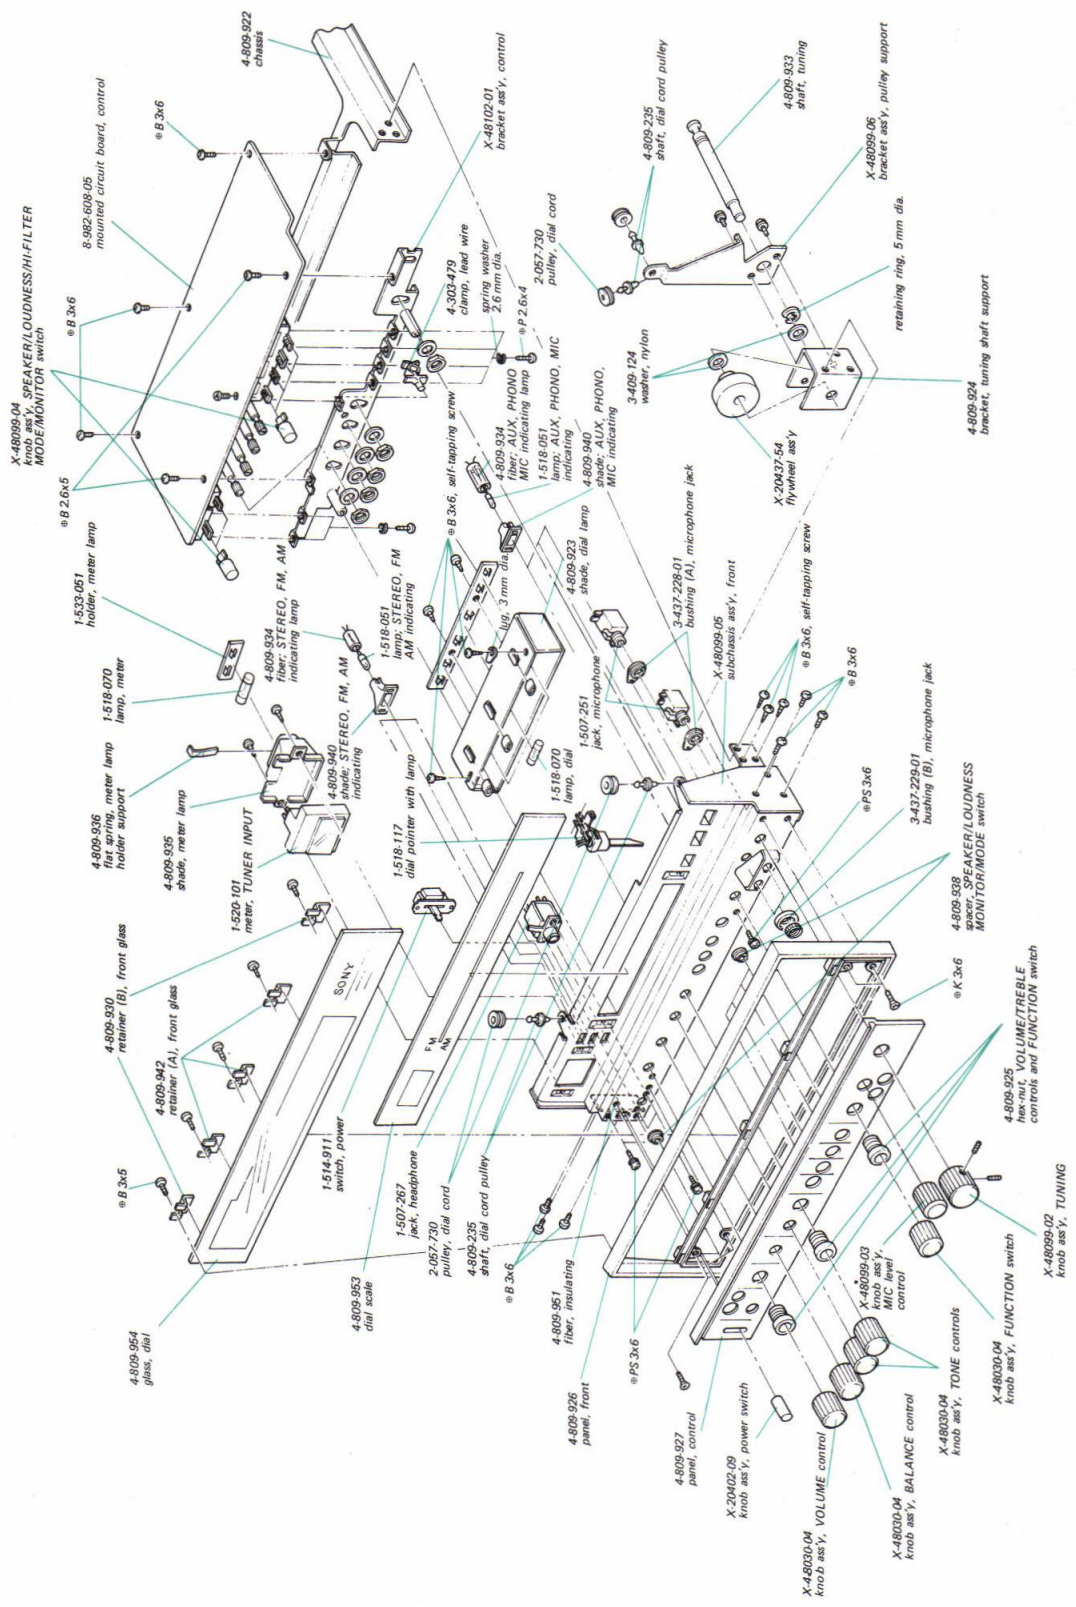 4-809-922
chassis
8-982-608-05
mounted circuit board, control
⊕B 3x6
X-48102-01
bracket ass'y, control
X-48099-04
knob ass'y, SPEAKER/LOUDNESS/HI-FILTER
MODE/MONITOR switch
⊕B 3x6
⊕B 2.6x5
4-303-479
clamp, lead wire
spring washer
2.6 mm dia.
⊕P 2.6x4
2-057-730
pulley, dial cord
4-809-235
shaft, dial cord pulley
4-809-933
shaft, tuning
X-48099-06
bracket ass'y, pulley support
retaining ring, 5 mm dia.
3-409-124
washer, nylon
X-20437-54
flywheel ass'y
4-809-924
bracket, tuning shaft support
1-533-051
holder, meter lamp
1-518-070
lamp, meter
4-809-936
flat spring, meter lamp
holder support
4-809-935
shade, meter lamp
1-520-101
meter, TUNER INPUT
4-809-934
fiber; STEREO, FM, AM
indicating lamp
1-518-051
lamp; STEREO, FM
AM indicating
4-809-940
shade; STEREO, FM, AM
indicating
⊕B 3x6, self-tapping screw
4-809-934
fiber; AUX, PHONO, MIC
MIC indicating lamp
1-518-051
lamp; AUX, PHONO, MIC
indicating
4-809-940
shade; AUX, PHONO,
MIC indicating
lug, 3 mm dia.
4-809-923
shade, dial lamp
1-518-070
lamp, dial
1-518-117
dial pointer with lamp
1-507-251
jack, microphone
3-437-228-01
bushing (A), microphone jack
X-48099-05
subchassis ass'y, front
⊕B 3x6, self-tapping screw
⊕B 3x6
⊕PS 3x6
3-437-229-01
bushing (B), microphone jack
4-809-938
spacer, SPEAKER/LOUDNESS
MONITOR/MODE switch
⊕K 3x6
4-809-925
hex-nut, VOLUME/TREBLE
controls and FUNCTION switch
4-809-930
retainer (B), front glass
4-809-942
retainer (A), front glass
⊕B 3x5
SONY
FM
AM
4-809-954
glass, dial
1-514-911
switch, power
4-809-953
dial scale
1-507-267
jack, headphone
2-057-730
pulley, dial cord
4-809-235
shaft, dial cord pulley
⊕B 3x6
4-809-951
fiber, insulating
⊕PS 3x6
4-809-926
panel, front
4-809-927
panel, control
X-20402-09
knob ass'y, power switch
X-48030-04
knob ass'y, VOLUME control
X-48030-04
knob ass'y, BALANCE control
X-48030-04
knob ass'y, TONE controls
X-48099-03
knob ass'y,
MIC level
control
X-48030-04
knob ass'y, FUNCTION switch
X-48099-02
knob ass'y, TUNING